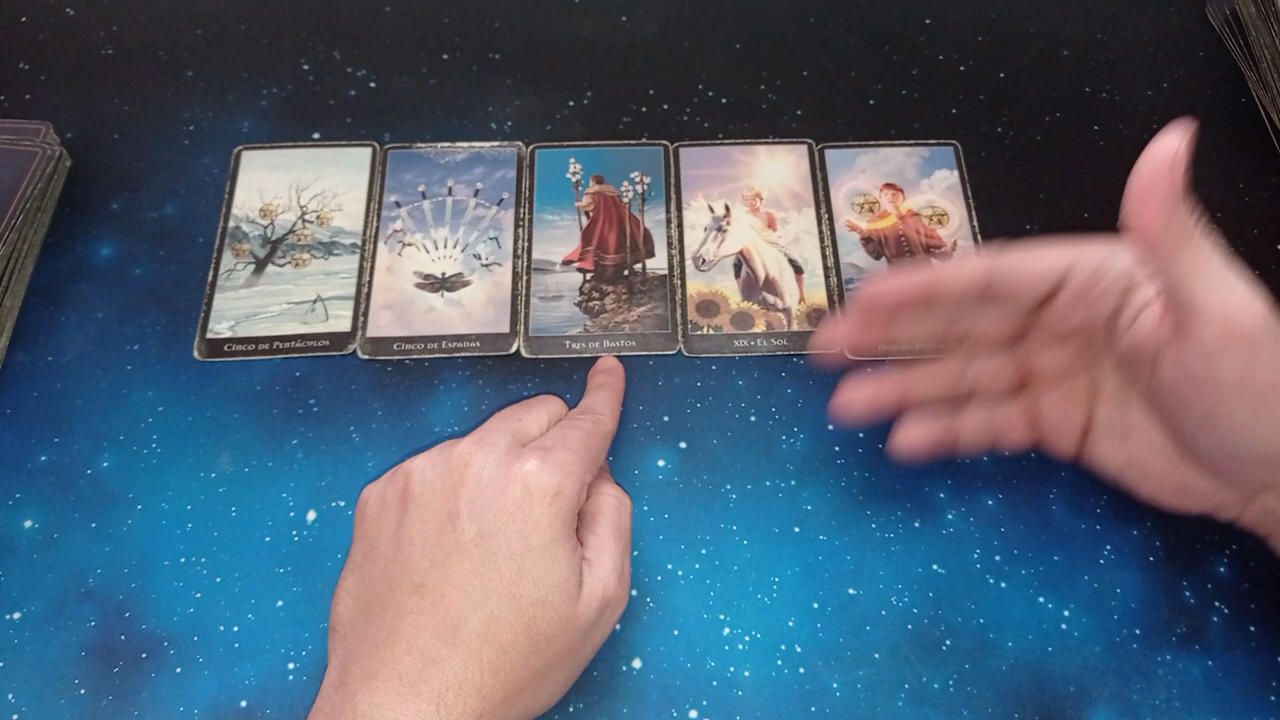 Cinco de Pentáculos
Cinco de Espadas
Tres de Bastos
XIX • El Sol